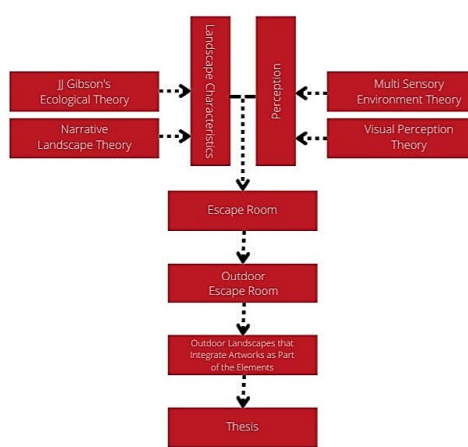 Landscape Characteristics
Perception
JJ Gibson's
Ecological Theory
Multi Sensory
Environment Theory
Narrative
Landscape Theory
Visual Perception
Theory
Escape Room
Outdoor
Escape Room
Outdoor Landscapes that
Integrate Artworks as Part
of the Elements
Thesis